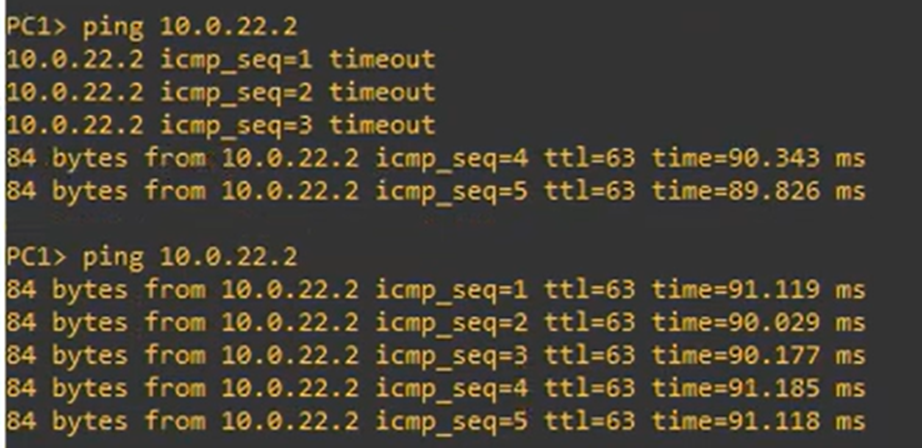 PC1> ping 10.0.22.2
10.0.22.2 icmp_seq=1 timeout
10.0.22.2 icmp_seq=2 timeout
10.0.22.2 icmp_seq=3 timeout
84 bytes from 10.0.22.2 icmp_seq=4 ttl=63 time=90.343 ms
84 bytes from 10.0.22.2 icmp_seq=5 ttl=63 time=89.826 ms
PC1> ping 10.0.22.2
84 bytes from 10.0.22.2 icmp_seq=1 ttl=63 time=91.119 ms
84 bytes from 10.0.22.2 icmp_seq=2 ttl=63 time=90.029 ms
84 bytes from 10.0.22.2 icmp_seq=3 ttl=63 time=90.177 ms
84 bytes from 10.0.22.2 icmp_seq=4 ttl=63 time=91.185 ms
84 bytes from 10.0.22.2 icmp_seq=5 ttl=63 time=91.118 ms